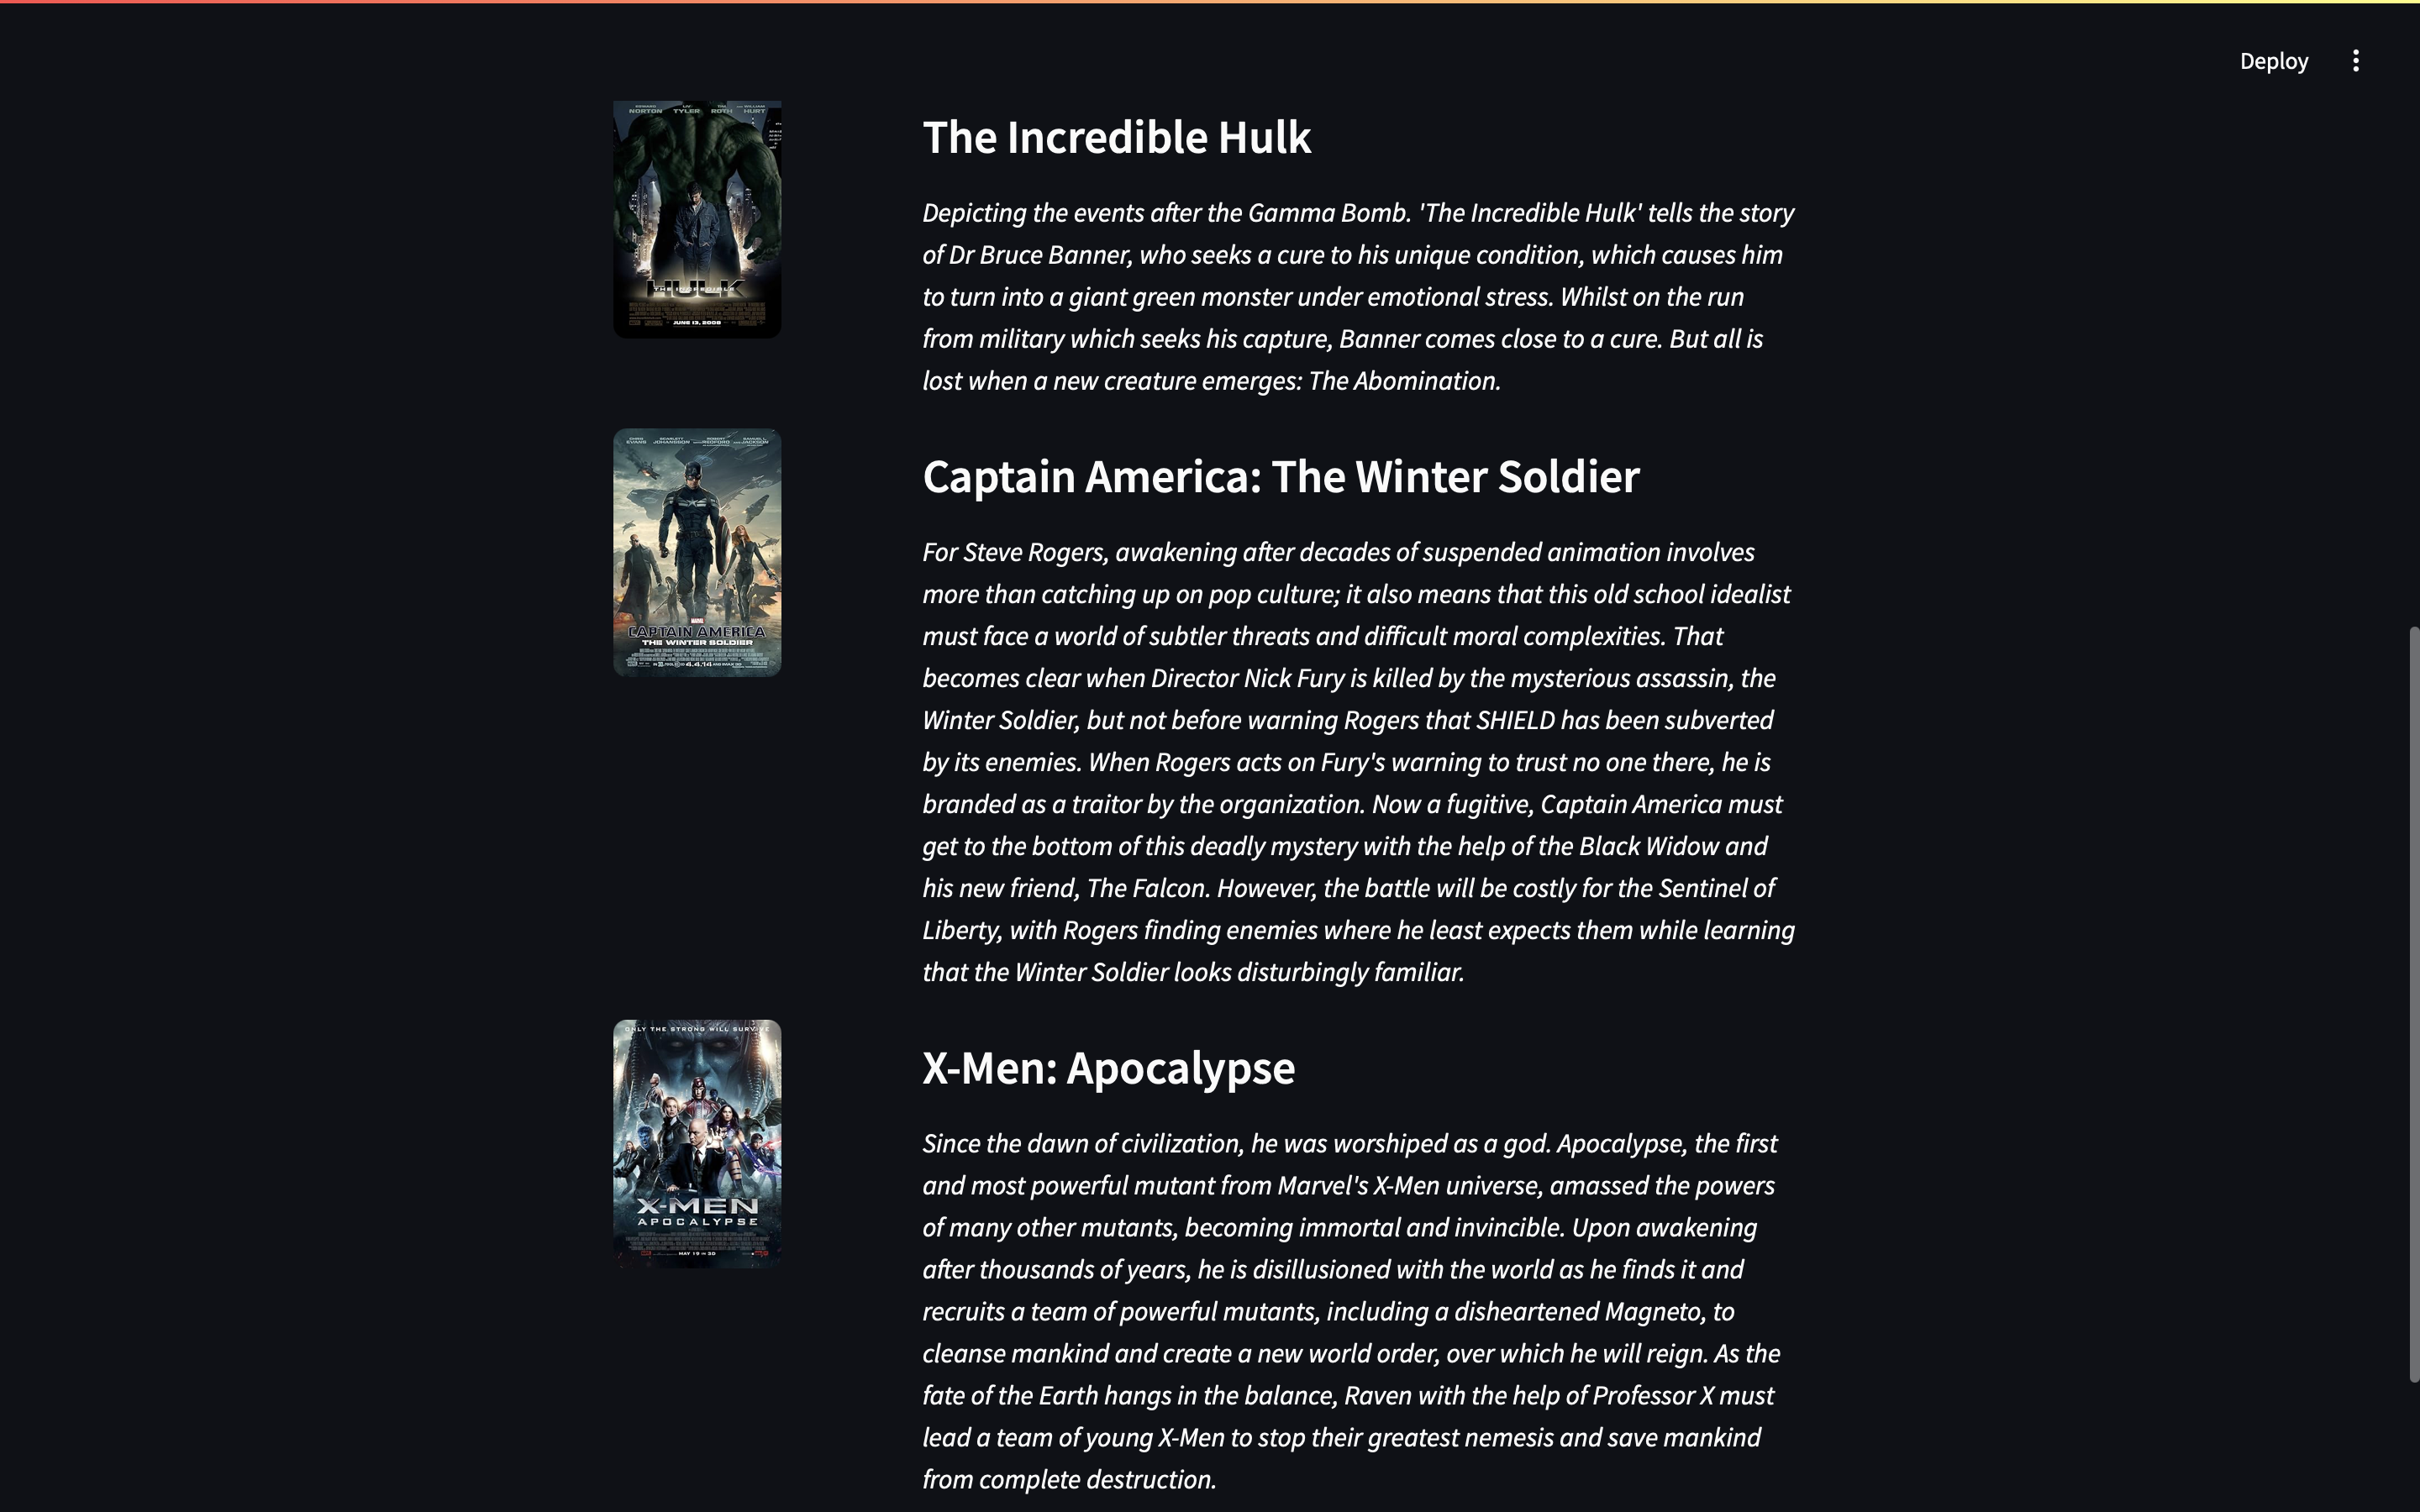 Deploy
EDWARD NORTON LIV TYLER TIM ROTH AND WILLIAM HURT
THE INCREDIBLE
HULK
JUNE 13, 2008
The Incredible Hulk
Depicting the events after the Gamma Bomb. 'The Incredible Hulk' tells the story
of Dr Bruce Banner, who seeks a cure to his unique condition, which causes him
to turn into a giant green monster under emotional stress. Whilst on the run
from military which seeks his capture, Banner comes close to a cure. But all is
lost when a new creature emerges: The Abomination.
CHRIS EVANS SCARLETT JOHANSSON ROBERT REDFORD SAMUEL L. JACKSON
MARVEL
CAPTAIN AMERICA
THE WINTER SOLDIER
4.4.14
Captain America: The Winter Soldier
For Steve Rogers, awakening after decades of suspended animation involves
more than catching up on pop culture; it also means that this old school idealist
must face a world of subtler threats and difficult moral complexities. That
becomes clear when Director Nick Fury is killed by the mysterious assassin, the
Winter Soldier, but not before warning Rogers that SHIELD has been subverted
by its enemies. When Rogers acts on Fury's warning to trust no one there, he is
branded as a traitor by the organization. Now a fugitive, Captain America must
get to the bottom of this deadly mystery with the help of the Black Widow and
his new friend, The Falcon. However, the battle will be costly for the Sentinel of
Liberty, with Rogers finding enemies where he least expects them while learning
that the Winter Soldier looks disturbingly familiar.
ONLY THE STRONG WILL SURVIVE
X-MEN
APOCALYPSE
MAY 19 IN 3D
X-Men: Apocalypse
Since the dawn of civilization, he was worshiped as a god. Apocalypse, the first
and most powerful mutant from Marvel's X-Men universe, amassed the powers
of many other mutants, becoming immortal and invincible. Upon awakening
after thousands of years, he is disillusioned with the world as he finds it and
recruits a team of powerful mutants, including a disheartened Magneto, to
cleanse mankind and create a new world order, over which he will reign. As the
fate of the Earth hangs in the balance, Raven with the help of Professor X must
lead a team of young X-Men to stop their greatest nemesis and save mankind
from complete destruction.